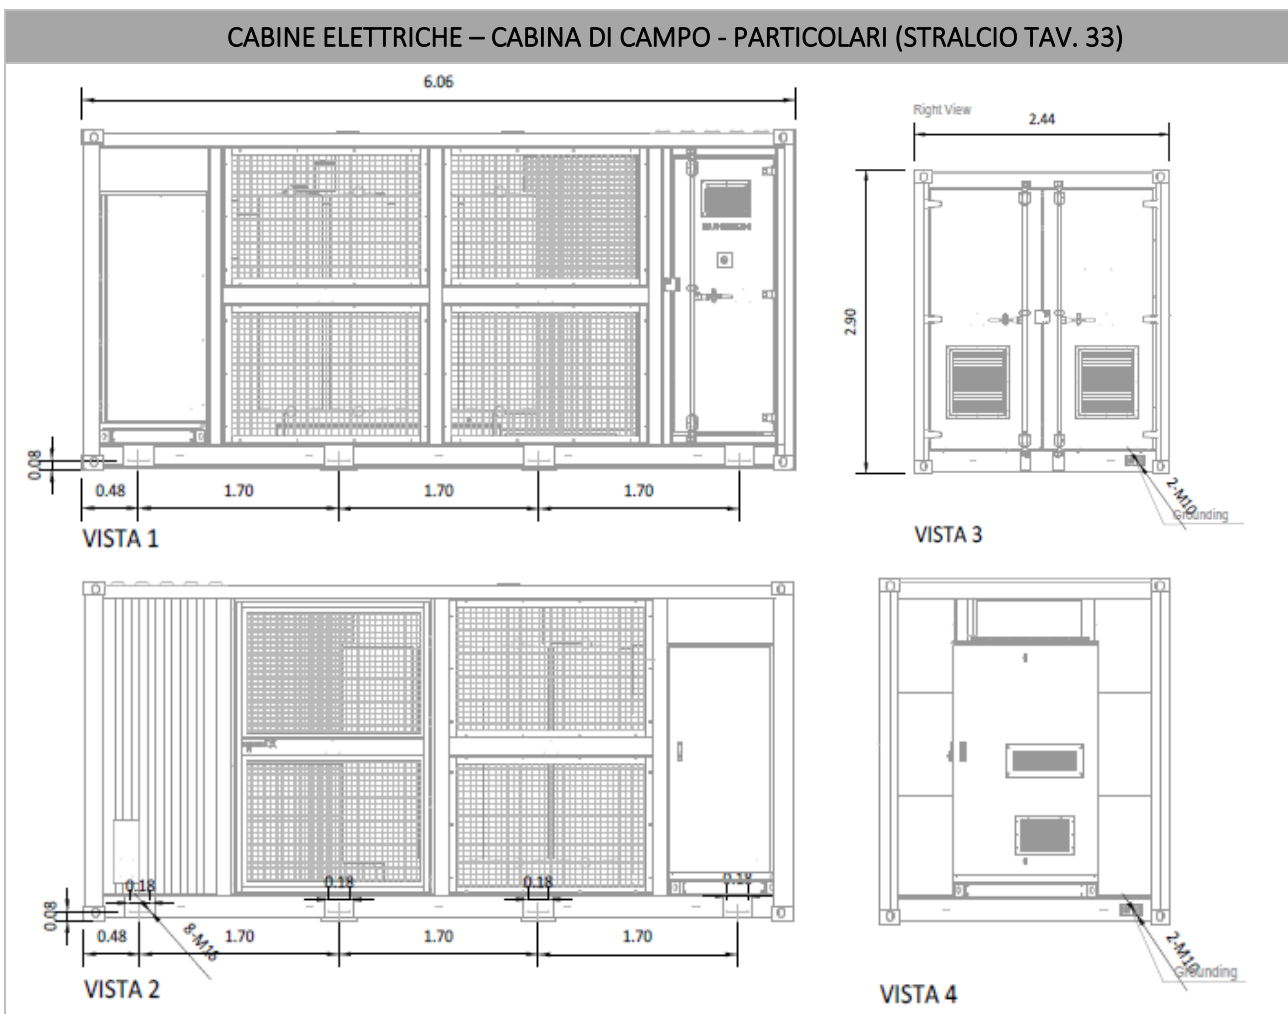 CABINE ELETTRICHE – CABINA DI CAMPO - PARTICOLARI (STRALCIO TAV. 33)
6.06
0.08
0.48
1.70
1.70
1.70
VISTA 1
Right View
2.44
2.90
2-M10
Grounding
VISTA 3
0.18
0.18
0.18
0.18
0.08
0.48
1.70
1.70
1.70
8-M16
VISTA 2
2-M10
Grounding
VISTA 4